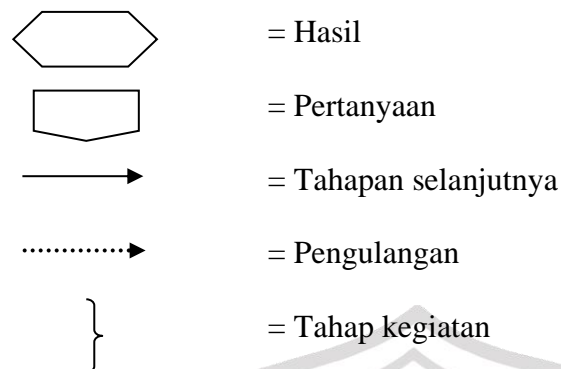 = Hasil
= Pertanyaan
= Tahapan selanjutnya
= Pengulangan
= Tahap kegiatan